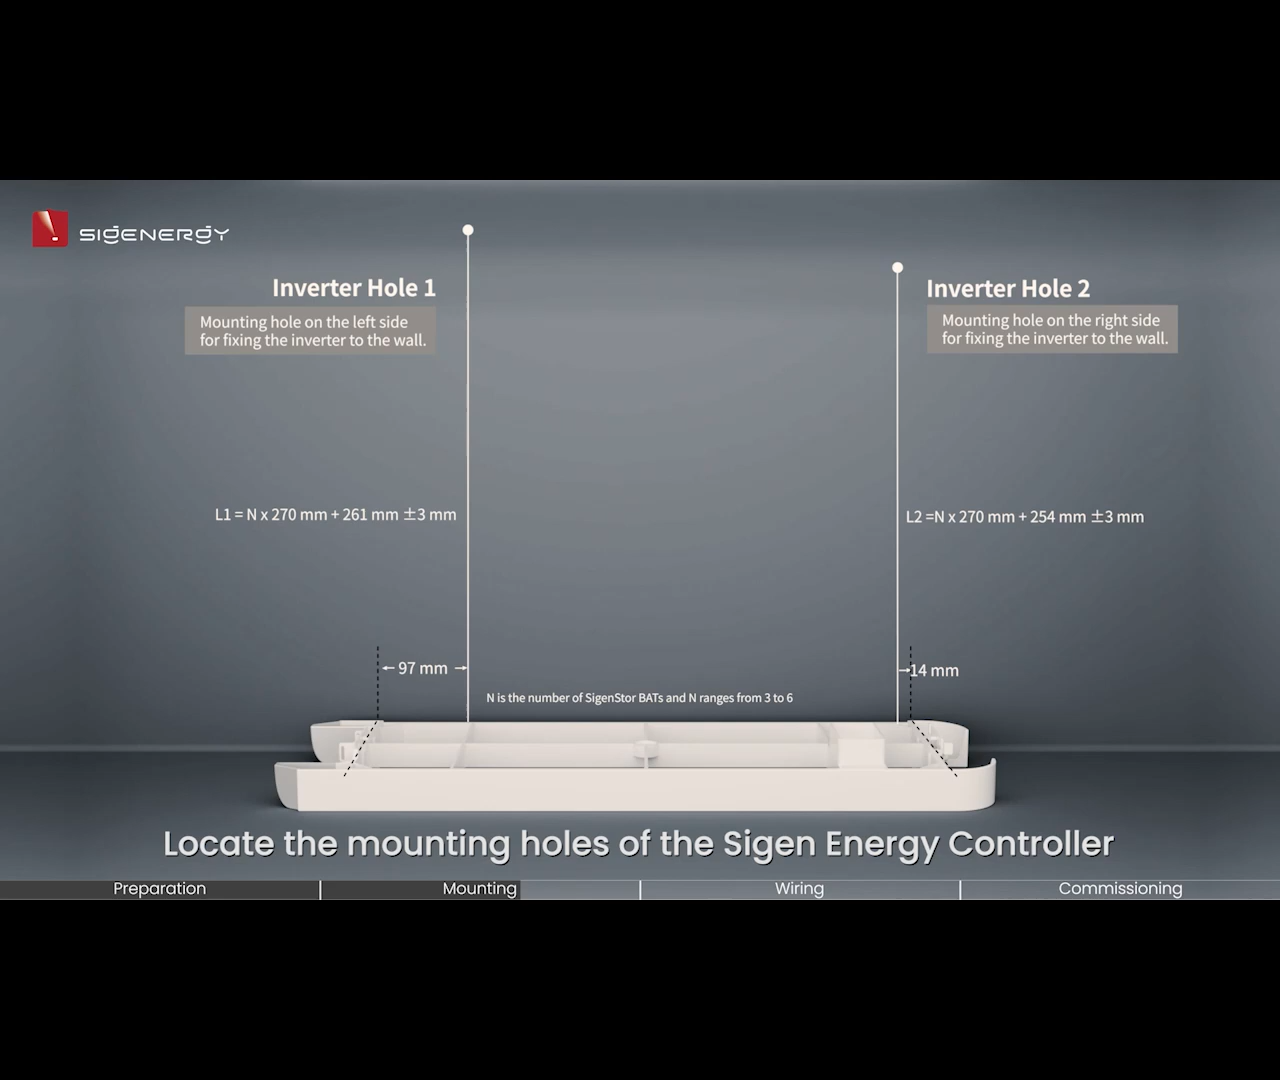 SIGENERGY
Inverter Hole 1
Mounting hole on the left side
for fixing the inverter to the wall.
Inverter Hole 2
Mounting hole on the right side
for fixing the inverter to the wall.
L1 = N x 270 mm + 261 mm ±3 mm
L2 =N x 270 mm + 254 mm ±3 mm
97 mm
14 mm
N is the number of SigenStor BATs and N ranges from 3 to 6
Locate the mounting holes of the Sigen Energy Controller
Preparation
Mounting
Wiring
Commissioning